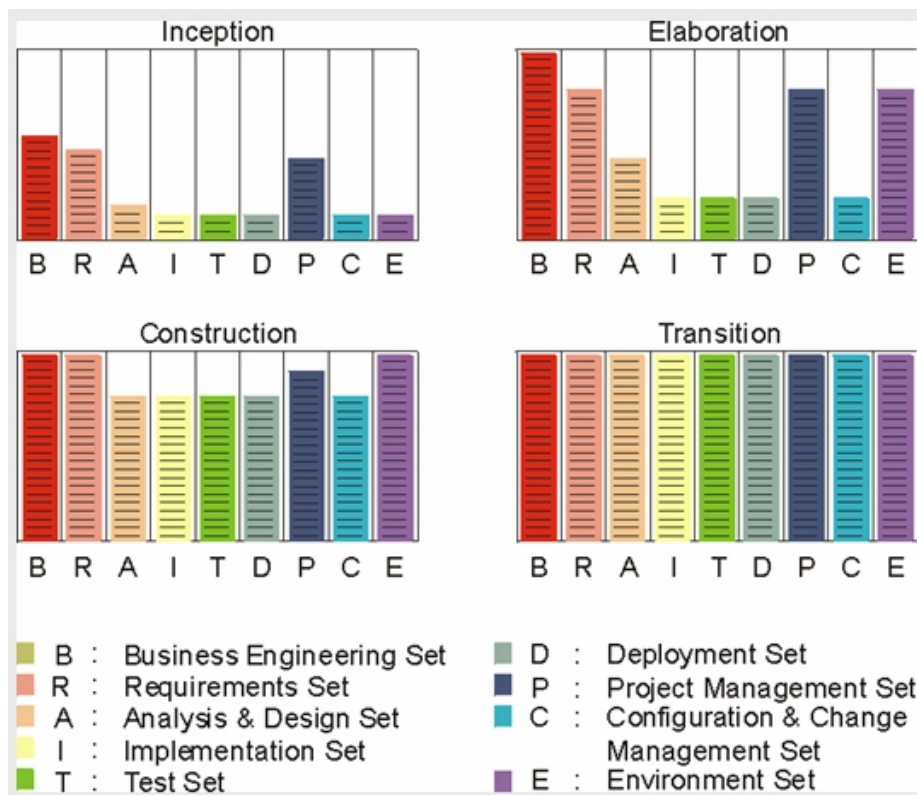 Inception
B R A I T D P C E
Elaboration
B R A I T D P C E
Construction
B R A I T D P C E
Transition
B R A I T D P C E
B : Business Engineering Set
R : Requirements Set
A : Analysis & Design Set
I : Implementation Set
T : Test Set
D : Deployment Set
P : Project Management Set
C : Configuration & Change
Management Set
E : Environment Set